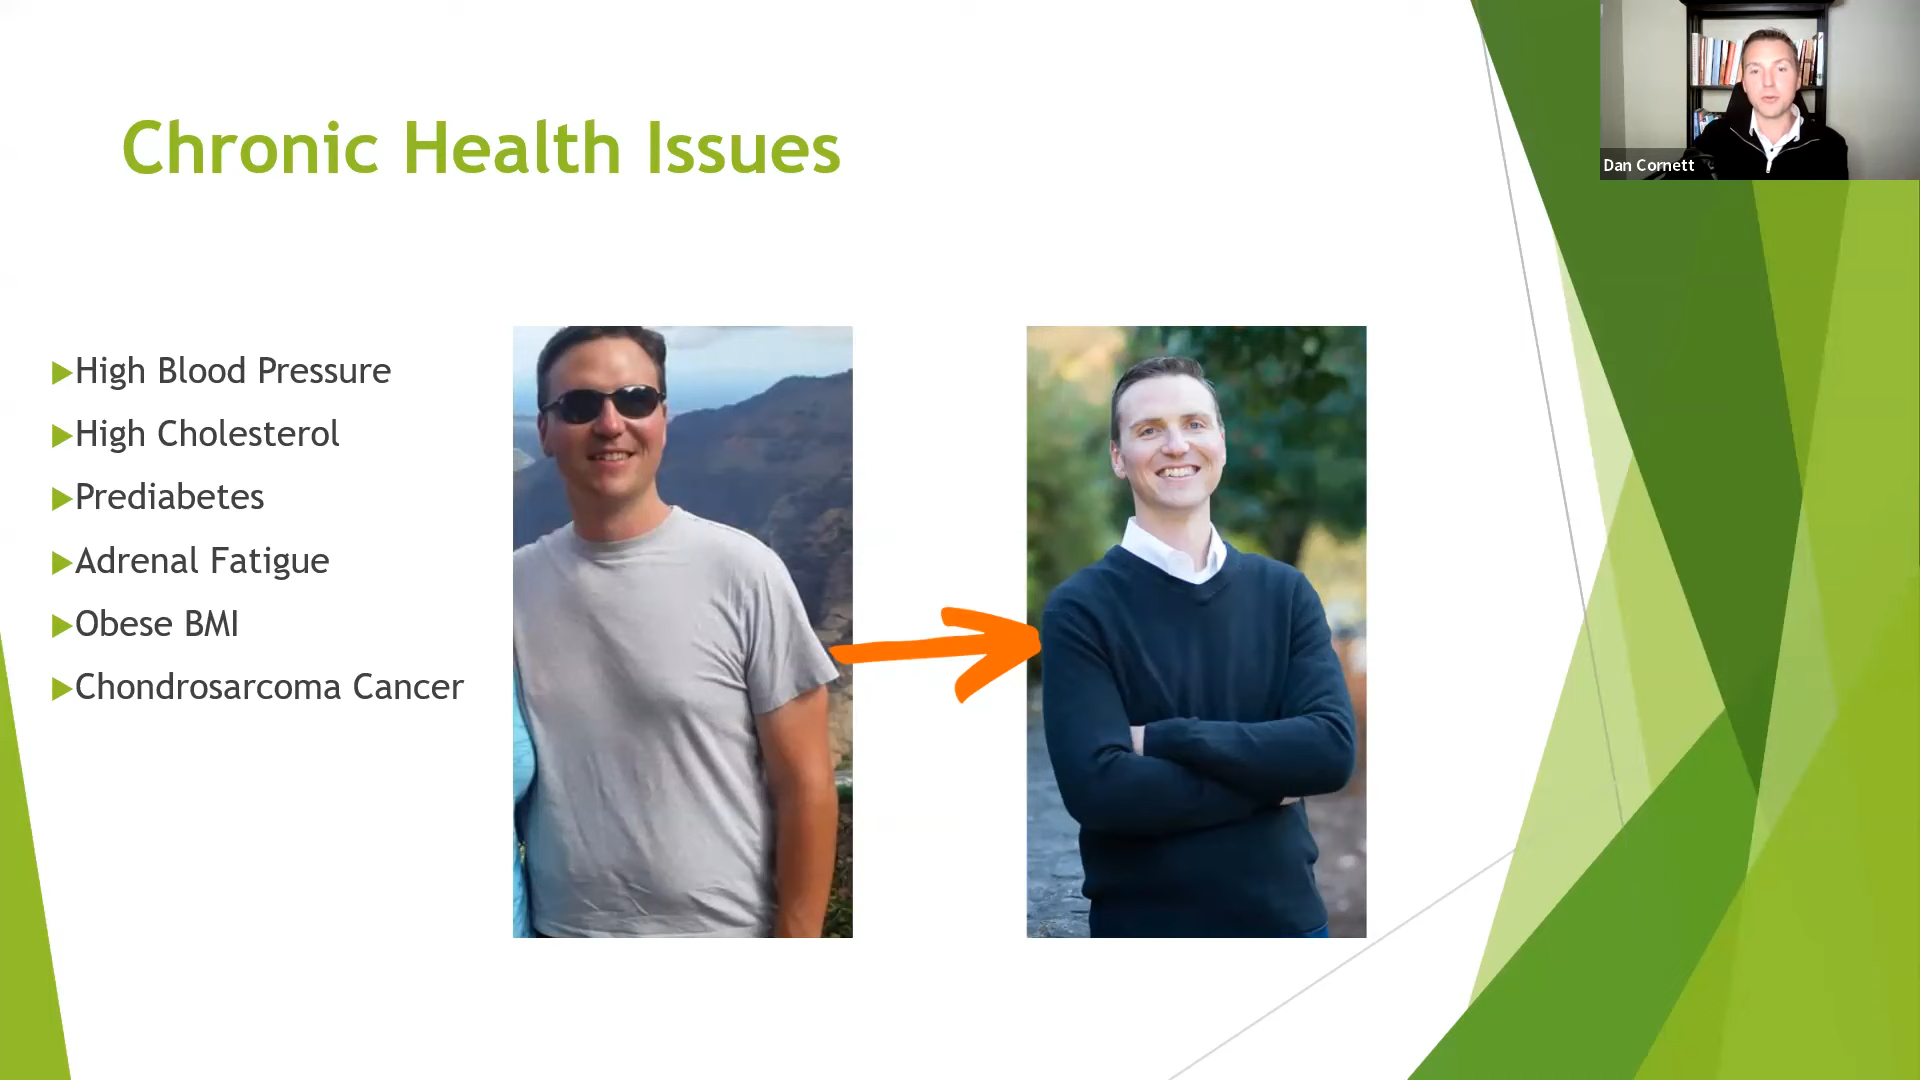 Chronic Health Issues
Dan Cornett
High Blood Pressure
High Cholesterol
Prediabetes
Adrenal Fatigue
Obese BMI
Chondrosarcoma Cancer